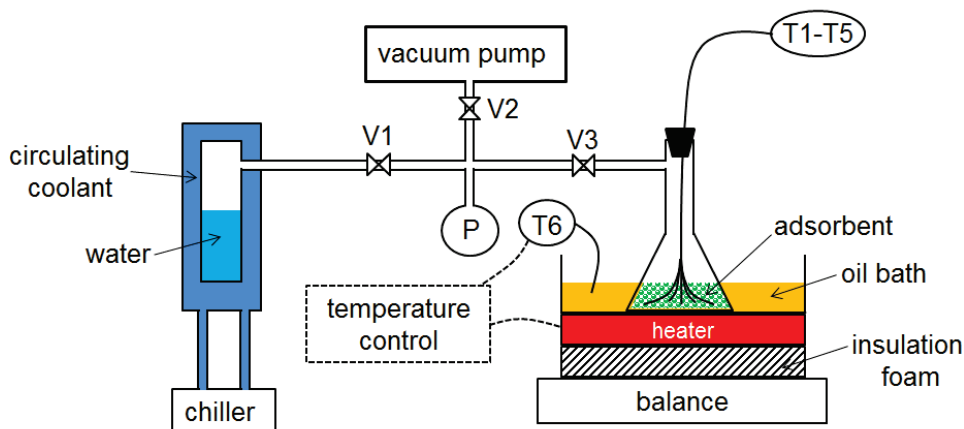 T1-T5
vacuum pump
V2
V1
V3
circulating
coolant
water
P
T6
adsorbent
oil bath
temperature
control
heater
insulation
foam
chiller
balance